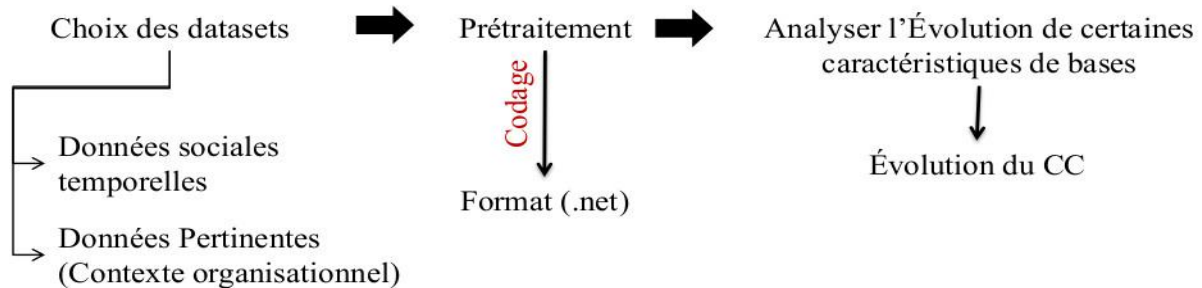 Choix des datasets
Prétraitement
Analyser l'Évolution de certaines
caractéristiques de bases
Codage
Données sociales
temporelles
Données Pertinentes
(Contexte organisationnel)
Format (.net)
Évolution du CC